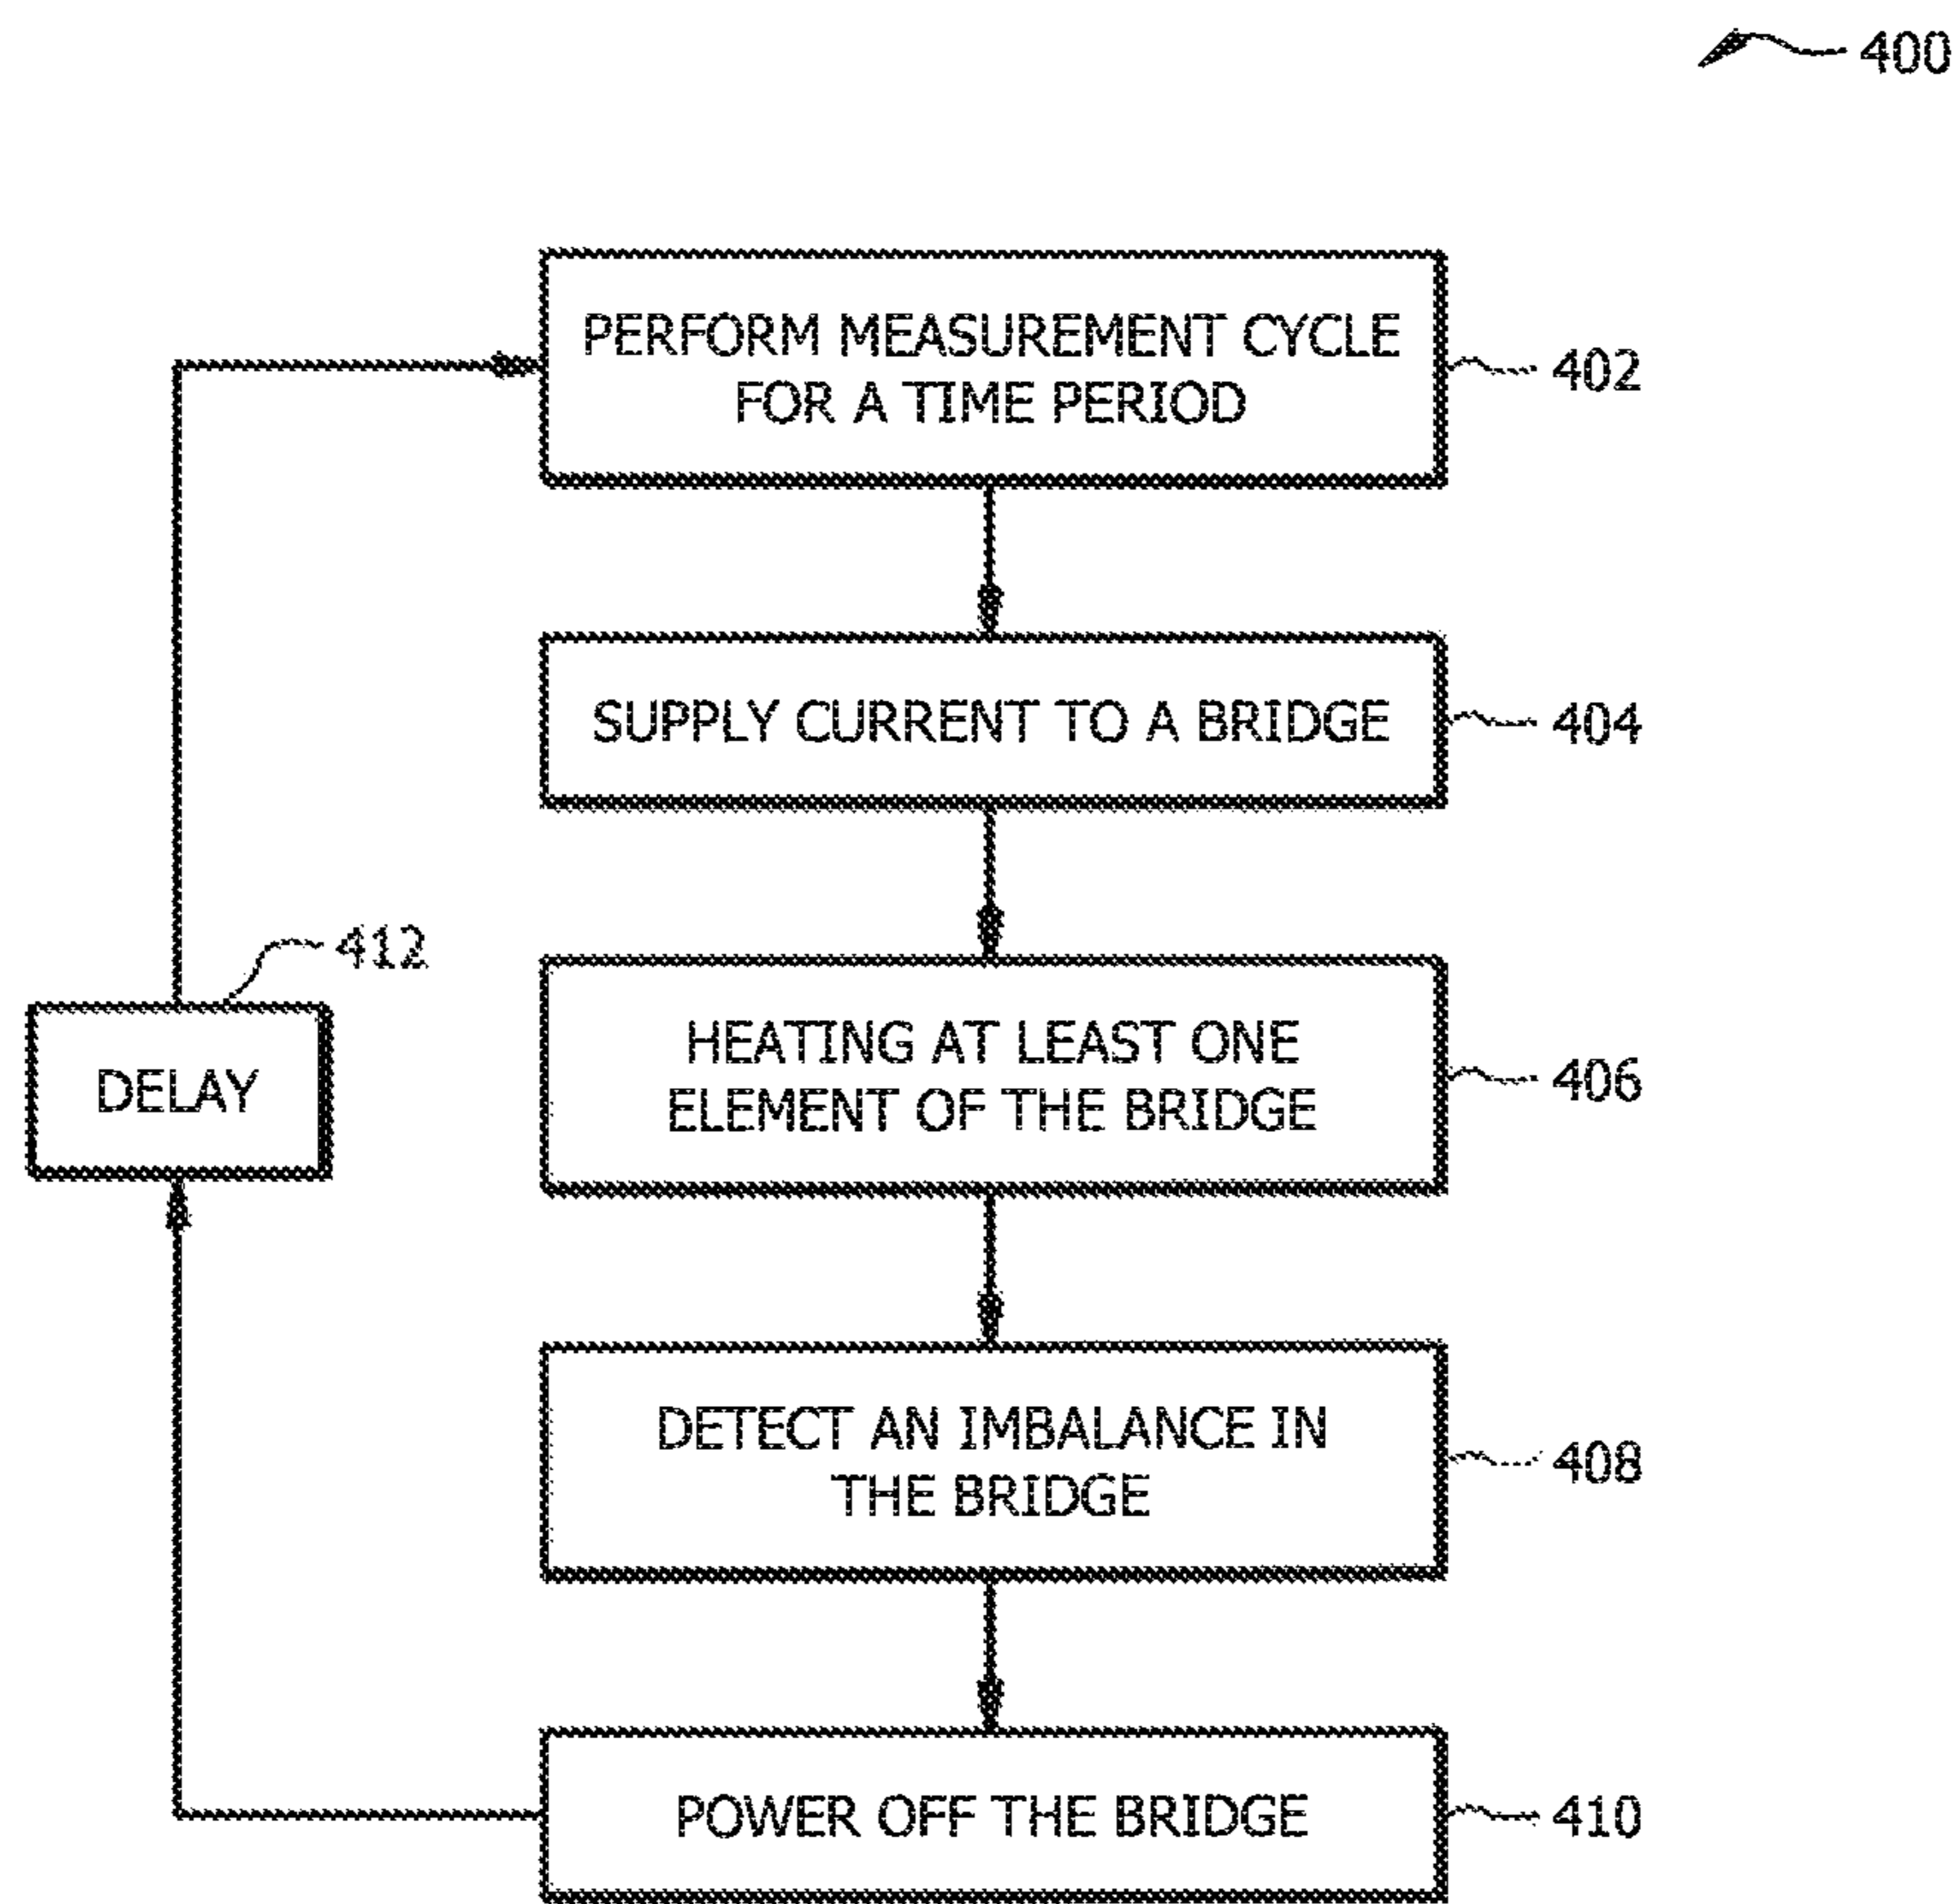 400
PERFORM MEASUREMENT CYCLE
FOR A TIME PERIOD
402
SUPPLY CURRENT TO A BRIDGE
404
412
DELAY
HEATING AT LEAST ONE
ELEMENT OF THE BRIDGE
406
DETECT AN IMBALANCE IN
THE BRIDGE
408
POWER OFF THE BRIDGE
410